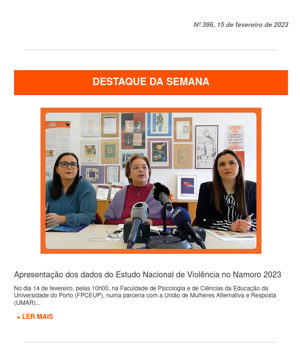 Nº 396, 15 de fevereiro de 2023
DESTAQUE DA SEMANA
Apresentação dos dados do Estudo Nacional de Violência no Namoro 2023
No dia 14 de fevereiro, pelas 10h00, na Faculdade de Psicologia e de Ciências da Educação da
Universidade do Porto (FPCEUP), numa parceria com a União de Mulheres Alternativa e Resposta
(UMAR)...
+ LER MAIS